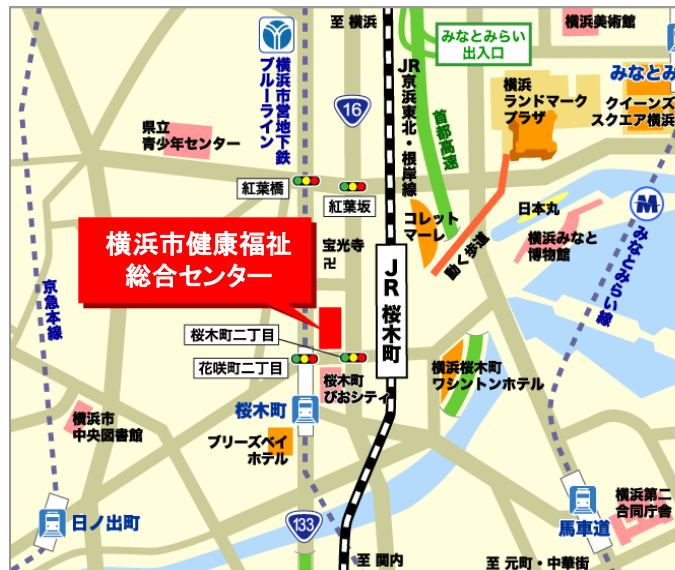 至 横浜
横浜美術館
みなとみらい
出入口
みなとみらい
横浜市営地下鉄
ブルーライン
JR京浜東北・根岸線
横浜
ランドマーク
プラザ
クイーンズ
スクエア横浜
16
首都高速
県立
青少年センター
紅葉橋
紅葉坂
コレット
マーレ
日本丸
M
動く歩道
横浜みなと
博物館
みなとみらい線
横浜市健康福祉
総合センター
宝光寺
卍
JR 桜木町
京急本線
桜木町二丁目
花咲町二丁目
桜木町
ぴおシティ
横浜桜木町
ワシントンホテル
桜木町
横浜市
中央図書館
ブリーズベイ
ホテル
日ノ出町
133
馬車道
横浜第二
合同庁舎
至 関内
至 元町・中華街